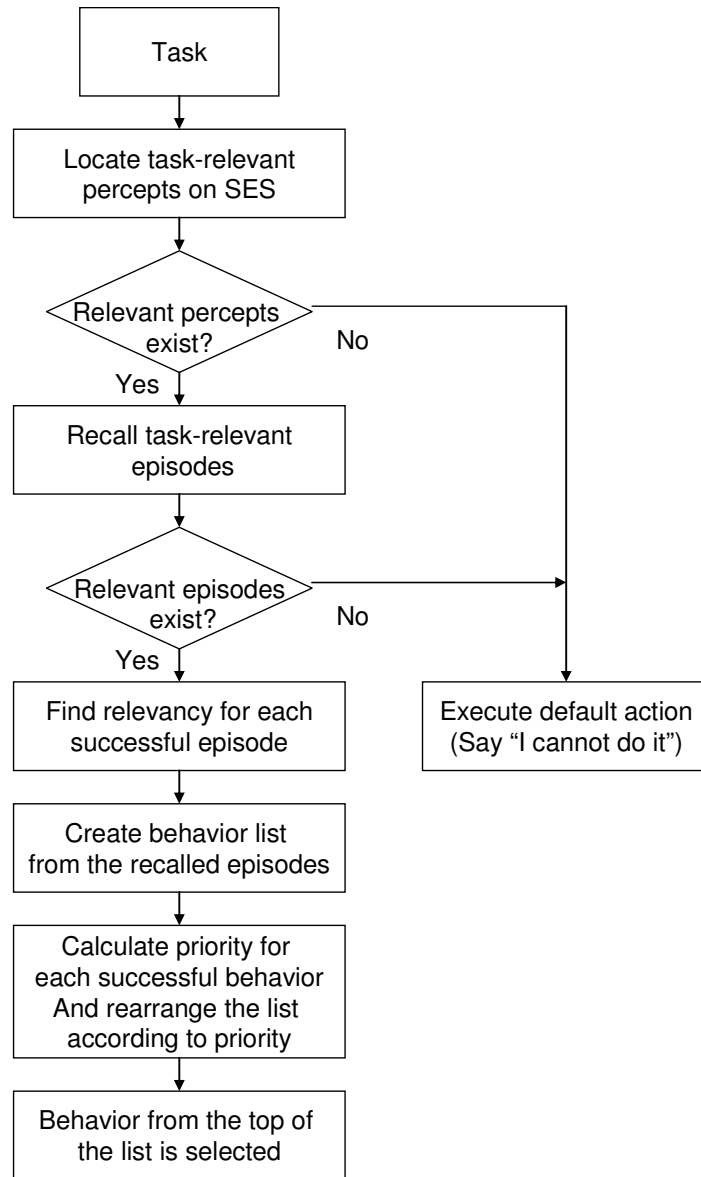 Task
Locate task-relevant
percepts on SES
Relevant percepts
exist?
No
Yes
Recall task-relevant
episodes
Relevant episodes
exist?
No
Yes
Find relevancy for each
successful episode
Execute default action
(Say “I cannot do it”)
Create behavior list
from the recalled episodes
Calculate priority for
each successful behavior
And rearrange the list
according to priority
Behavior from the top of
the list is selected